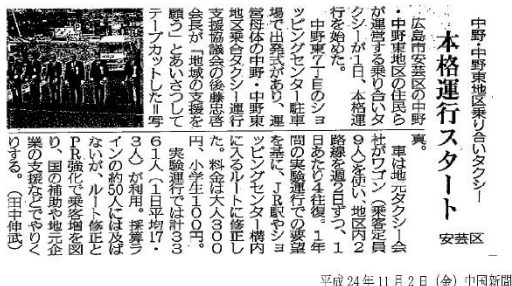 中野・中野東地区乗り合いタクシー
本格運行スタート
安芸区
広島市安芸区の中野
・中野東地区の住民ら
が運営する乗り合いタ
クシーが1日、本格運
行を始めた。
中野東7丁目のショ
ッピングセンター駐車
場で出発式があり、運
営母体の中野・中野東
地区乗合タクシー運行
支援協議会の後藤忠啓
会長が「地域の支援を
願う」とあいさつして
テープカットした＝写
真。
車は地元タクシー会
社がワゴン（乗客定員
9人）を使い、地区内2
路線を週2日ずつ、1
日あたり4往復。1年
間の実験運行での要望
を基に、JR駅やショ
ッピングセンター構内
に入るルートに修正し
た。料金は大人300
円、小学生100円。
実験運行では計33
61人（1日平均17・
3人）が利用。採算ラ
インの約50人には及ば
ないが、ルート修正と
PR強化で乗客増を図
り、国の補助や地元企
業の支援などでやりく
りする。（田中伸武）
平成24年11月2日（金）中国新聞